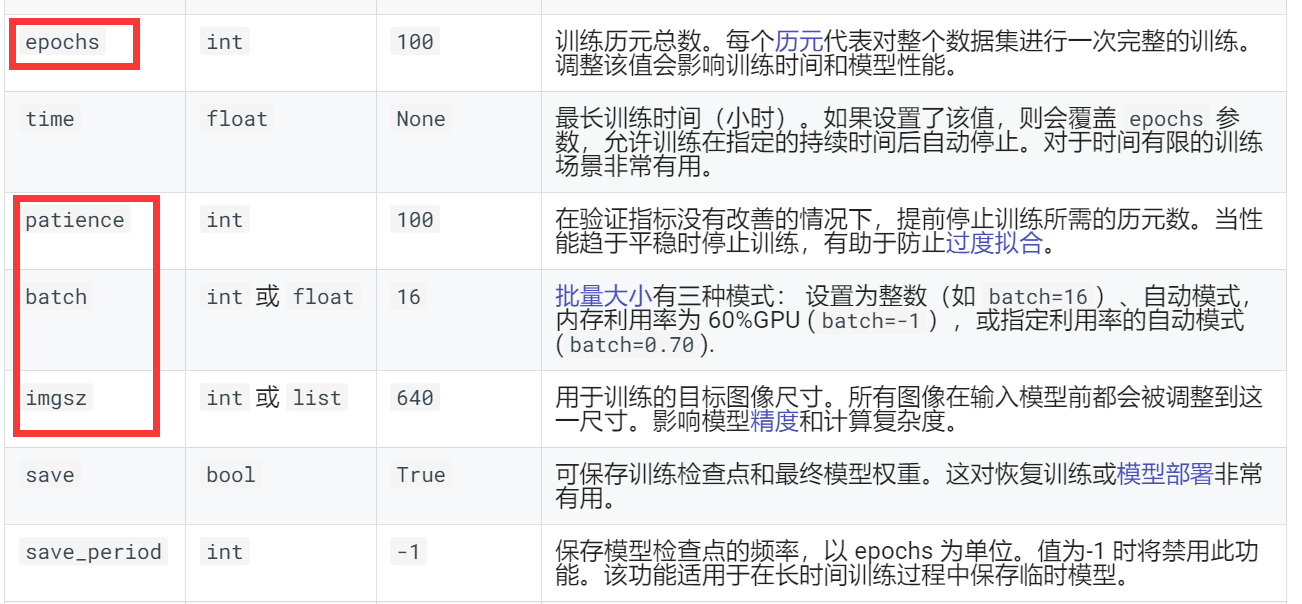 epochs int 100 训练历元总数。每个历元代表对整个数据集进行一次完整的训练。
调整该值会影响训练时间和模型性能。
time float None 最长训练时间（小时）。如果设置了该值，则会覆盖 epochs 参
数，允许训练在指定的持续时间后自动停止。对于时间有限的训练
场景非常有用。
patience int 100 在验证指标没有改善的情况下，提前停止训练所需的历元数。当性
能趋于平稳时停止训练，有助于防止过度拟合。
batch int 或 float 16 批量大小有三种模式： 设置为整数（如 batch=16）、自动模式，
内存利用率为 60%GPU (batch=-1) ，或指定利用率的自动模式
(batch=0.70).
imgsz int 或 list 640 用于训练的目标图像尺寸。所有图像在输入模型前都会被调整到这
一尺寸。影响模型精度和计算复杂度。
save bool True 可保存训练检查点和最终模型权重。这对恢复训练或模型部署非常
有用。
save_period int -1 保存模型检查点的频率，以 epochs 为单位。值为-1 时将禁用此功
能。该功能适用于在长时间训练过程中保存临时模型。